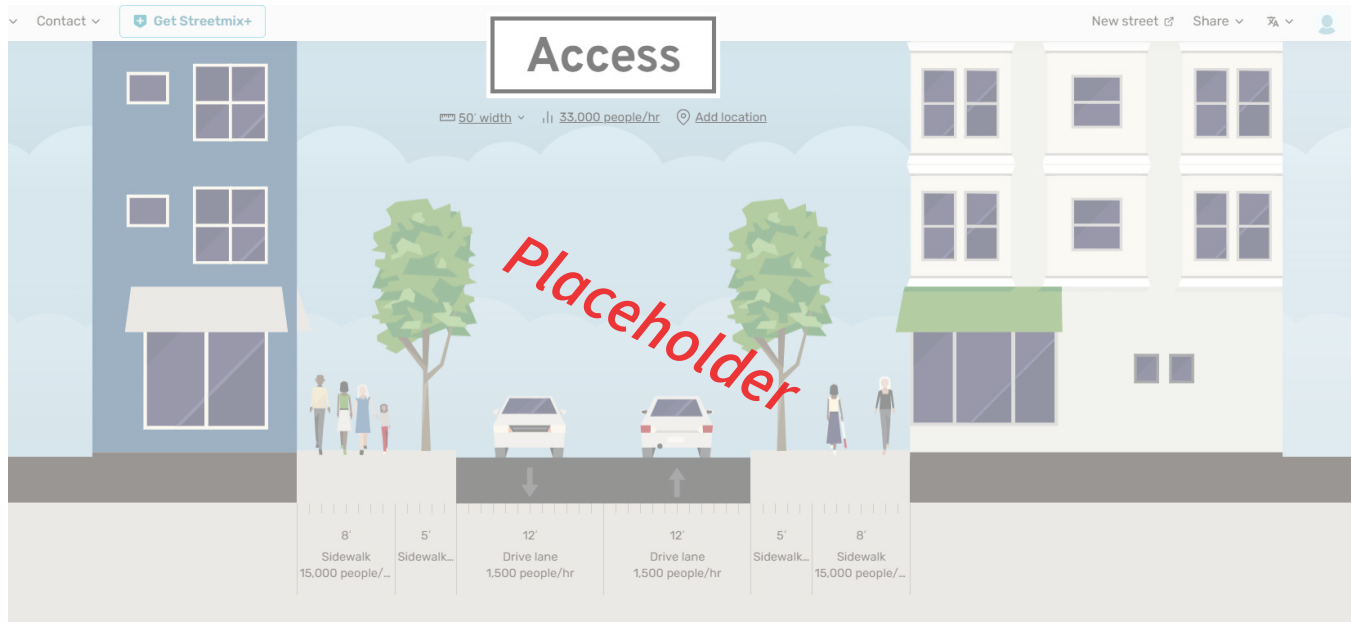 Contact
Get Streetmix+
New street
Share
Access
50′ width
33,000 people/hr
Add location
Placeholder
8′
5′
12′
12′
5′
8′
Sidewalk
Sidewalk…
Drive lane
Drive lane
Sidewalk…
Sidewalk
15,000 people/…
1,500 people/hr
1,500 people/hr
15,000 people/…